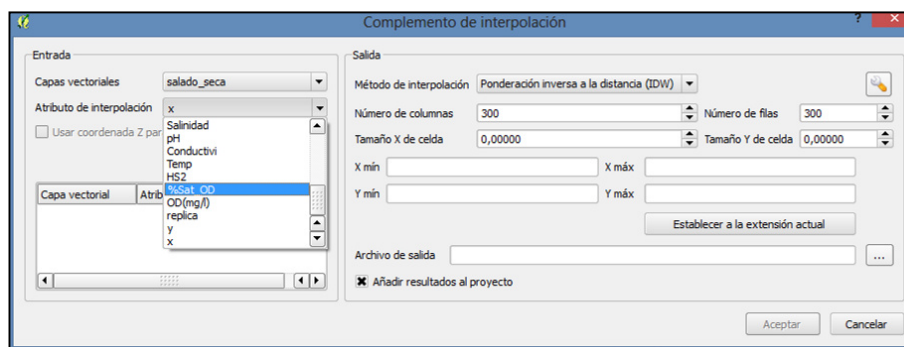 Complemento de interpolación
?
Entrada
Capas vectoriales salado_seca
Atributo de interpolación x
Usar coordenada Z par
Salinidad
pH
Conductivi
Temp
HS2
%Sat_OD
OD(mg/l)
replica
y
x
Capa vectorial Atrib
Salida
Método de interpolación Ponderación inversa a la distancia (IDW)
Número de columnas 300 Número de filas 300
Tamaño X de celda 0,00000 Tamaño Y de celda 0,00000
X mín X máx
Y mín Y máx
Establecer a la extensión actual
Archivo de salida ...
Añadir resultados al proyecto
Aceptar Cancelar